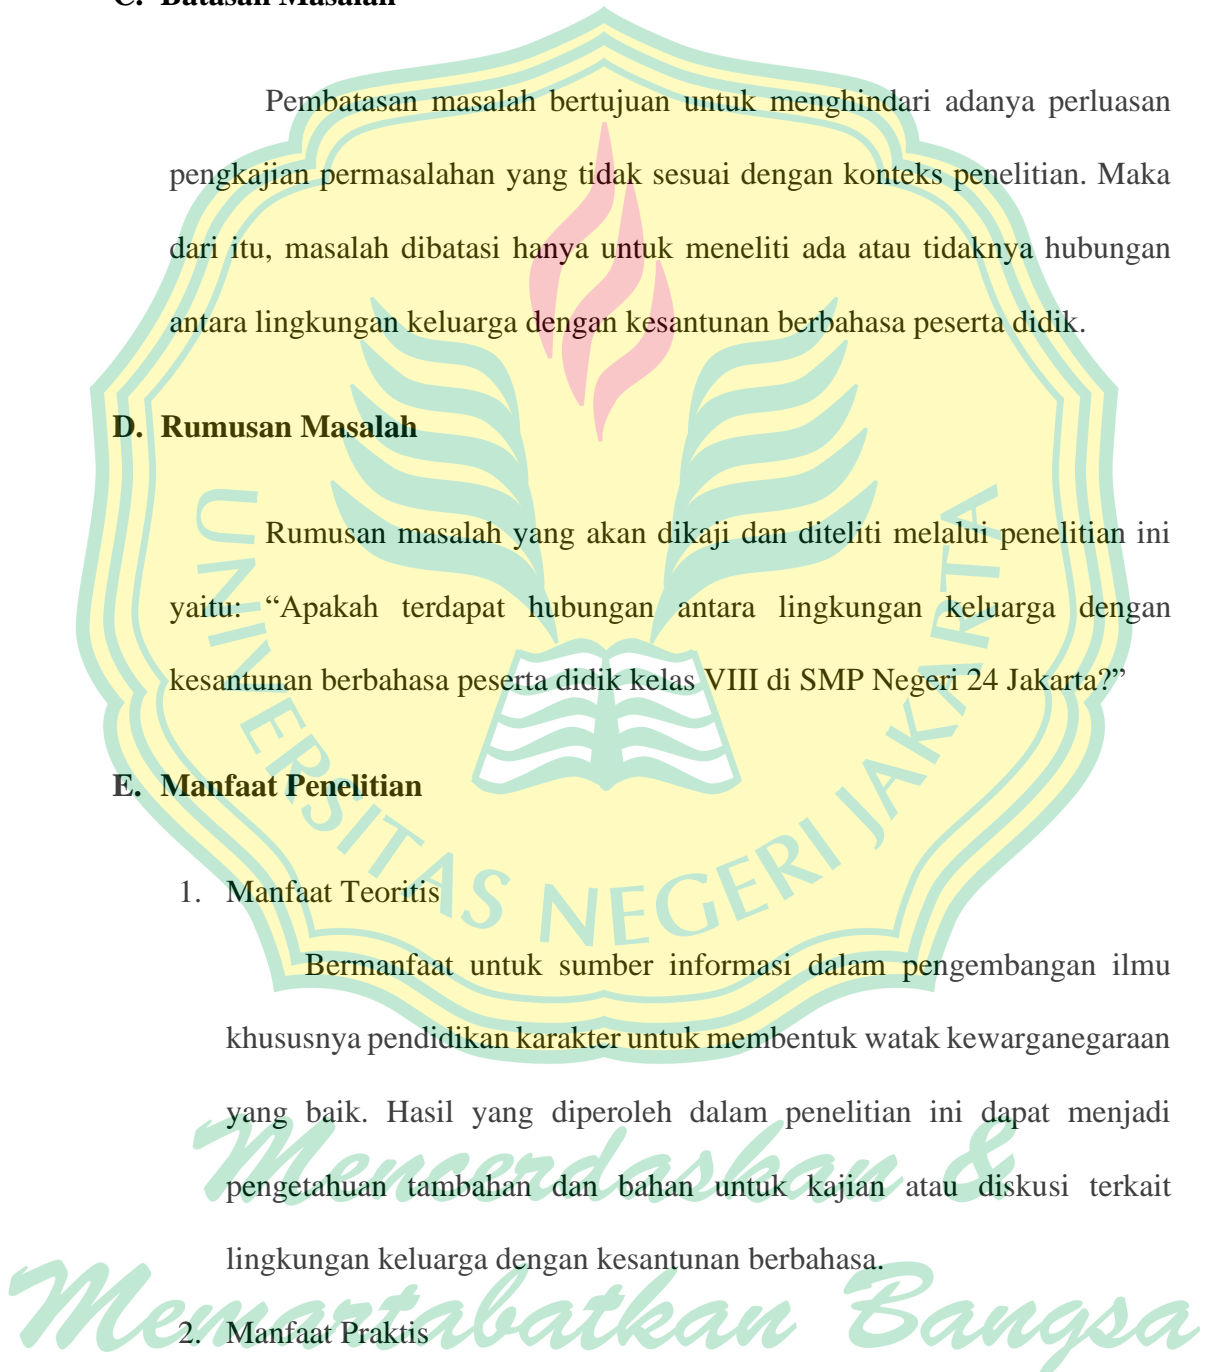 C. Batasan Masalah
Pembatasan masalah bertujuan untuk menghindari adanya perluasan
pengkajian permasalahan yang tidak sesuai dengan konteks penelitian. Maka
dari itu, masalah dibatasi hanya untuk meneliti ada atau tidaknya hubungan
antara lingkungan keluarga dengan kesantunan berbahasa peserta didik.
D. Rumusan Masalah
Rumusan masalah yang akan dikaji dan diteliti melalui penelitian ini
yaitu: “Apakah terdapat hubungan antara lingkungan keluarga dengan
kesantunan berbahasa peserta didik kelas VIII di SMP Negeri 24 Jakarta?”
E. Manfaat Penelitian
1. Manfaat Teoritis
Bermanfaat untuk sumber informasi dalam pengembangan ilmu
khususnya pendidikan karakter untuk membentuk watak kewarganegaraan
yang baik. Hasil yang diperoleh dalam penelitian ini dapat menjadi
pengetahuan tambahan dan bahan untuk kajian atau diskusi terkait
lingkungan keluarga dengan kesantunan berbahasa.
2. Manfaat Praktis
UNIVERSITAS NEGERI JAKARTA
Mencerdaskan &
Memartabatkan Bangsa